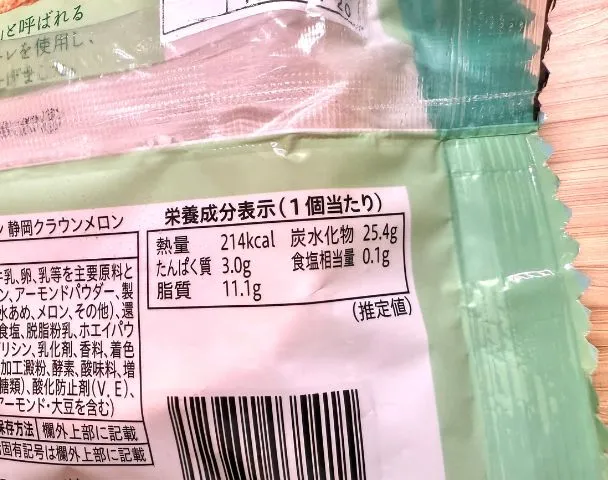 と呼ばれる
レを使用し、
ン 静岡クラウンメロン
栄養成分表示(1個当たり)
熱量 214kcal 炭水化物 25.4g
たんぱく質 3.0g 食塩相当量 0.1g
脂質 11.1g
(推定値)
乳、卵、乳等を主要原料と
ン、アーモンドパウダー、製
水あめ、メロン、その他)、還
食塩、脱脂粉乳、ホエイパウ
グリシン、乳化剤、香料、着色
加工澱粉、酵素、酸味料、増
糖類)、酸化防止剤(V.E)、
アーモンド・大豆を含む)
保存方法 欄外上部に記載
固有記号は欄外上部に記載